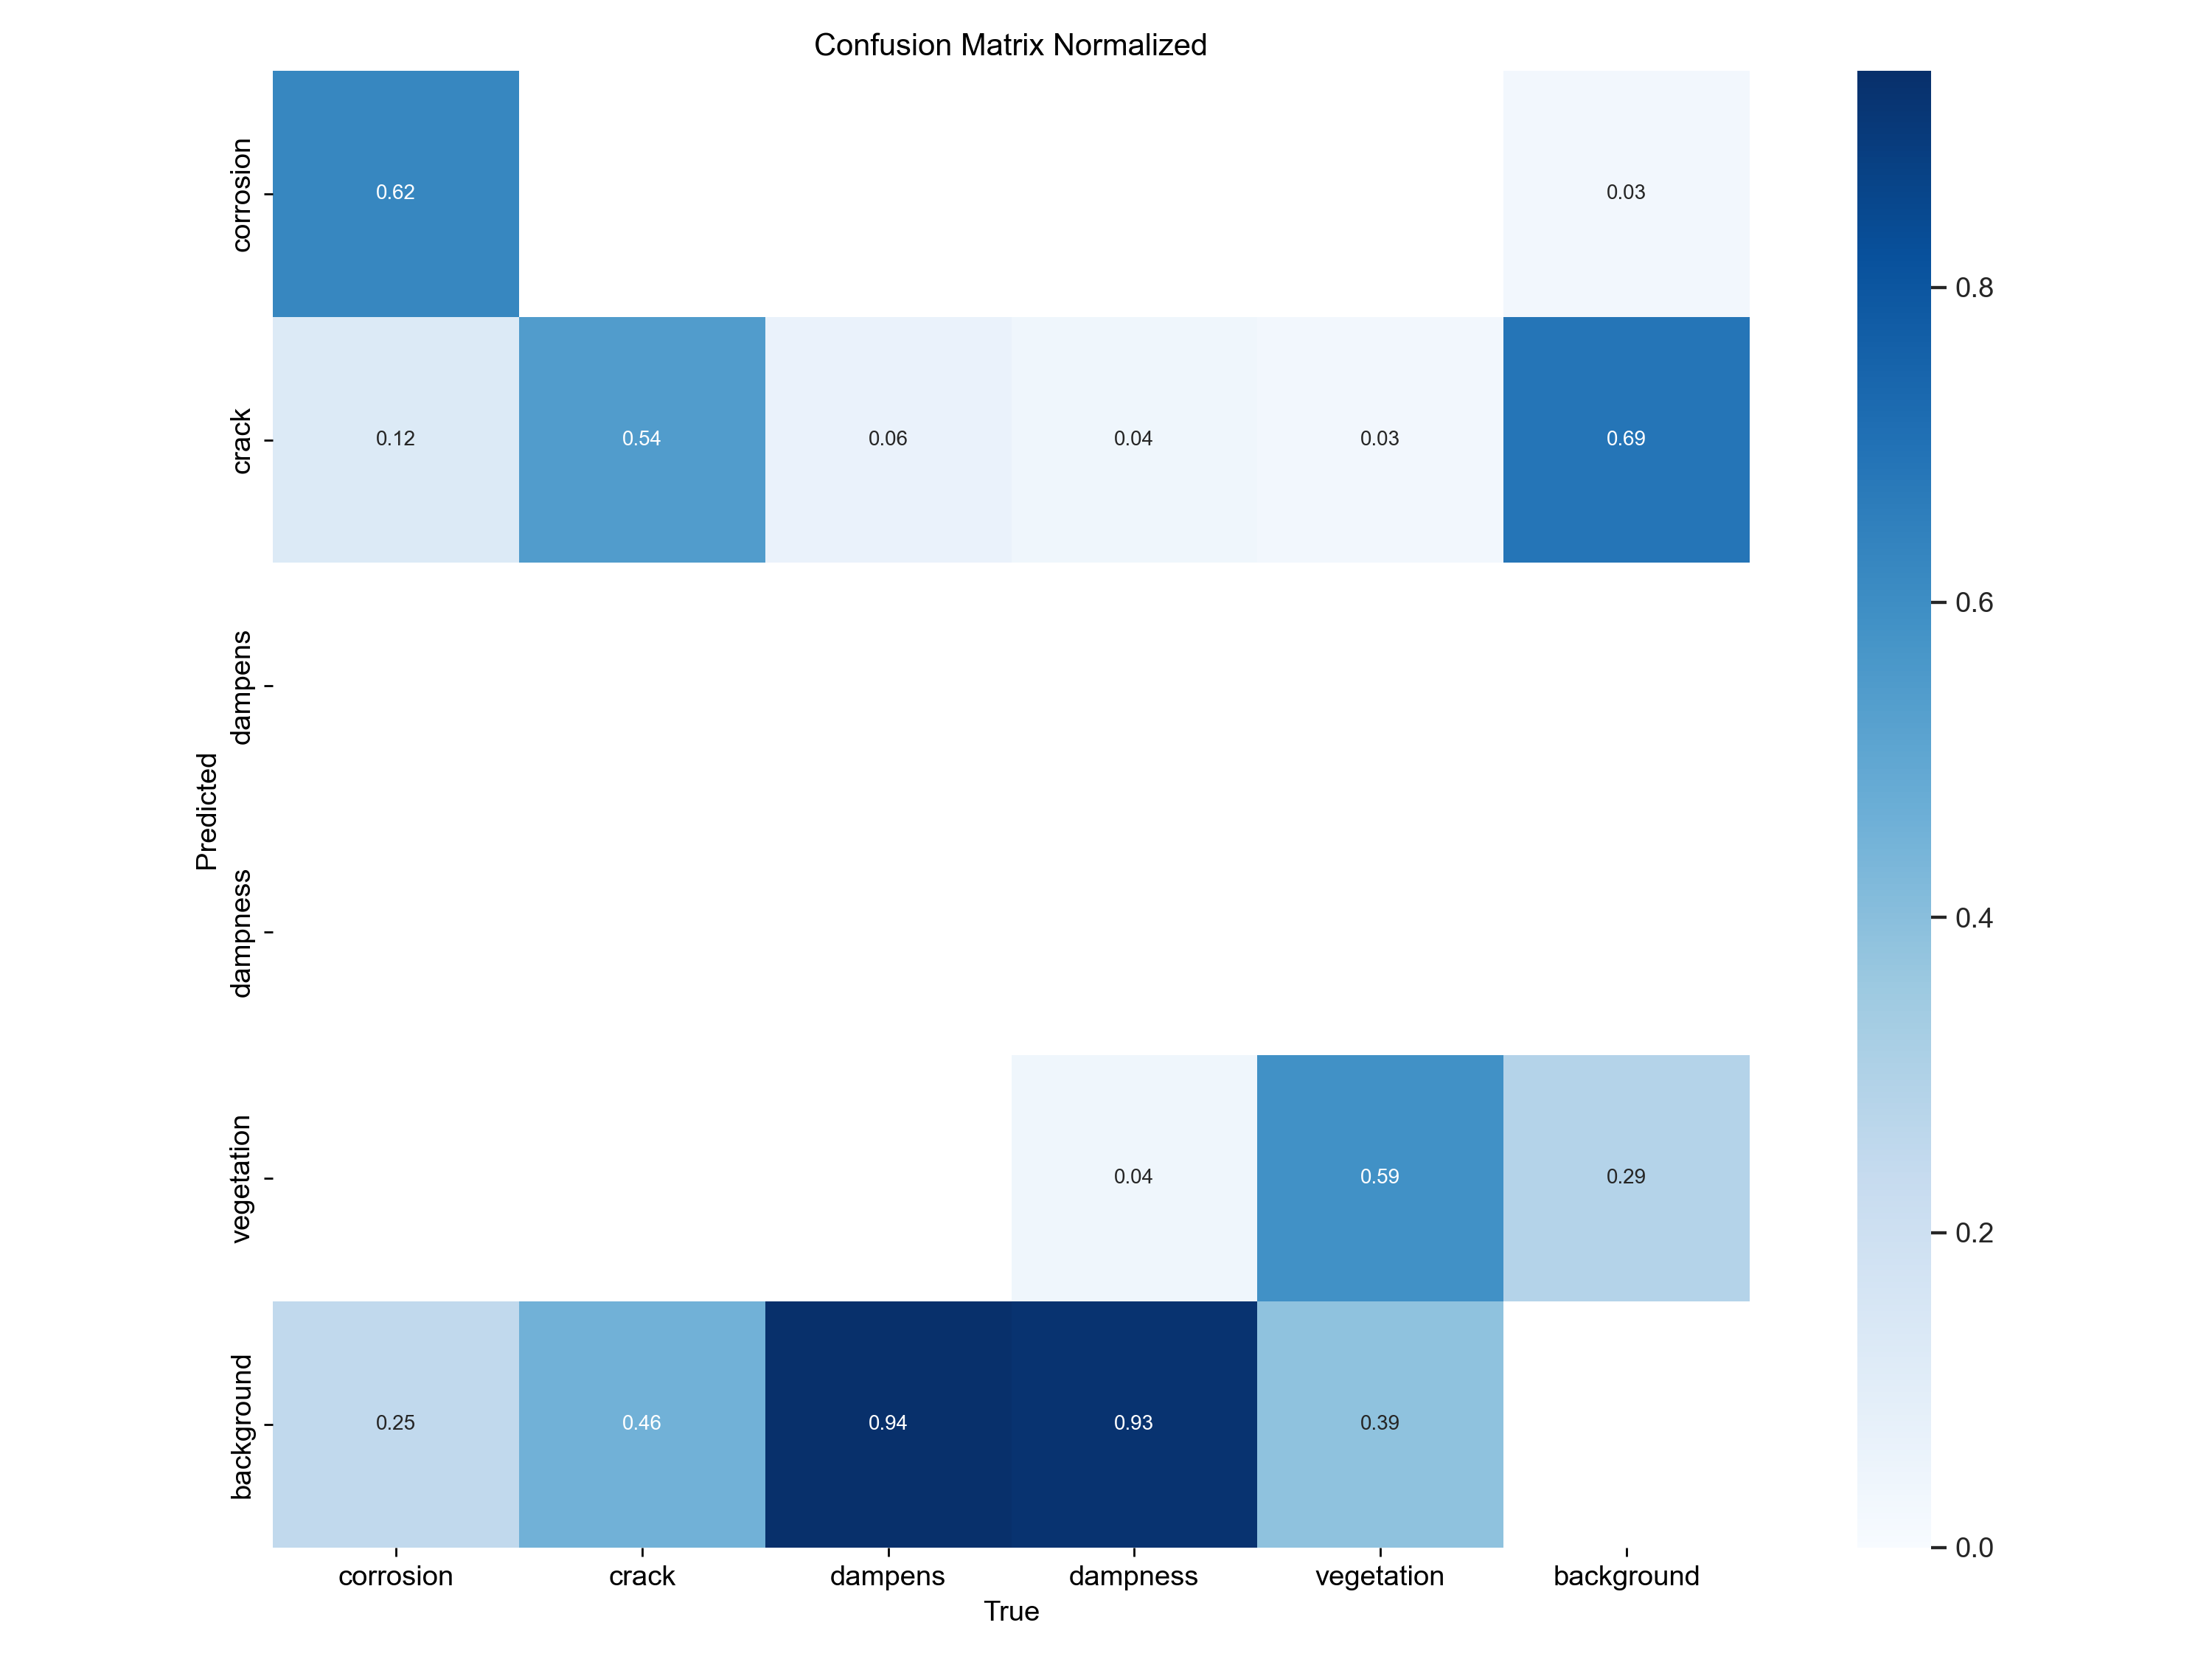 Confusion Matrix Normalized
corrosion
0.62
0.03
0.8
crack
0.12 0.54 0.06 0.04 0.03 0.69
0.6
dampens
Predicted
0.4
dampness
vegetation
0.04 0.59 0.29
0.2
background
0.25 0.46 0.94 0.93 0.39
0.0
corrosion crack dampens dampness vegetation background
True